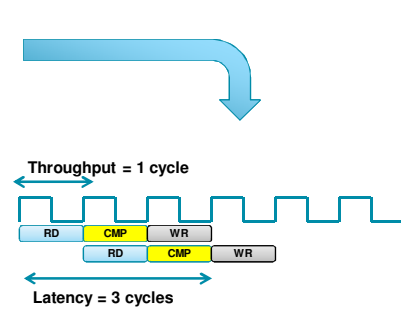 Throughput = 1 cycle
RD CMP WR
RD CMP WR
Latency = 3 cycles